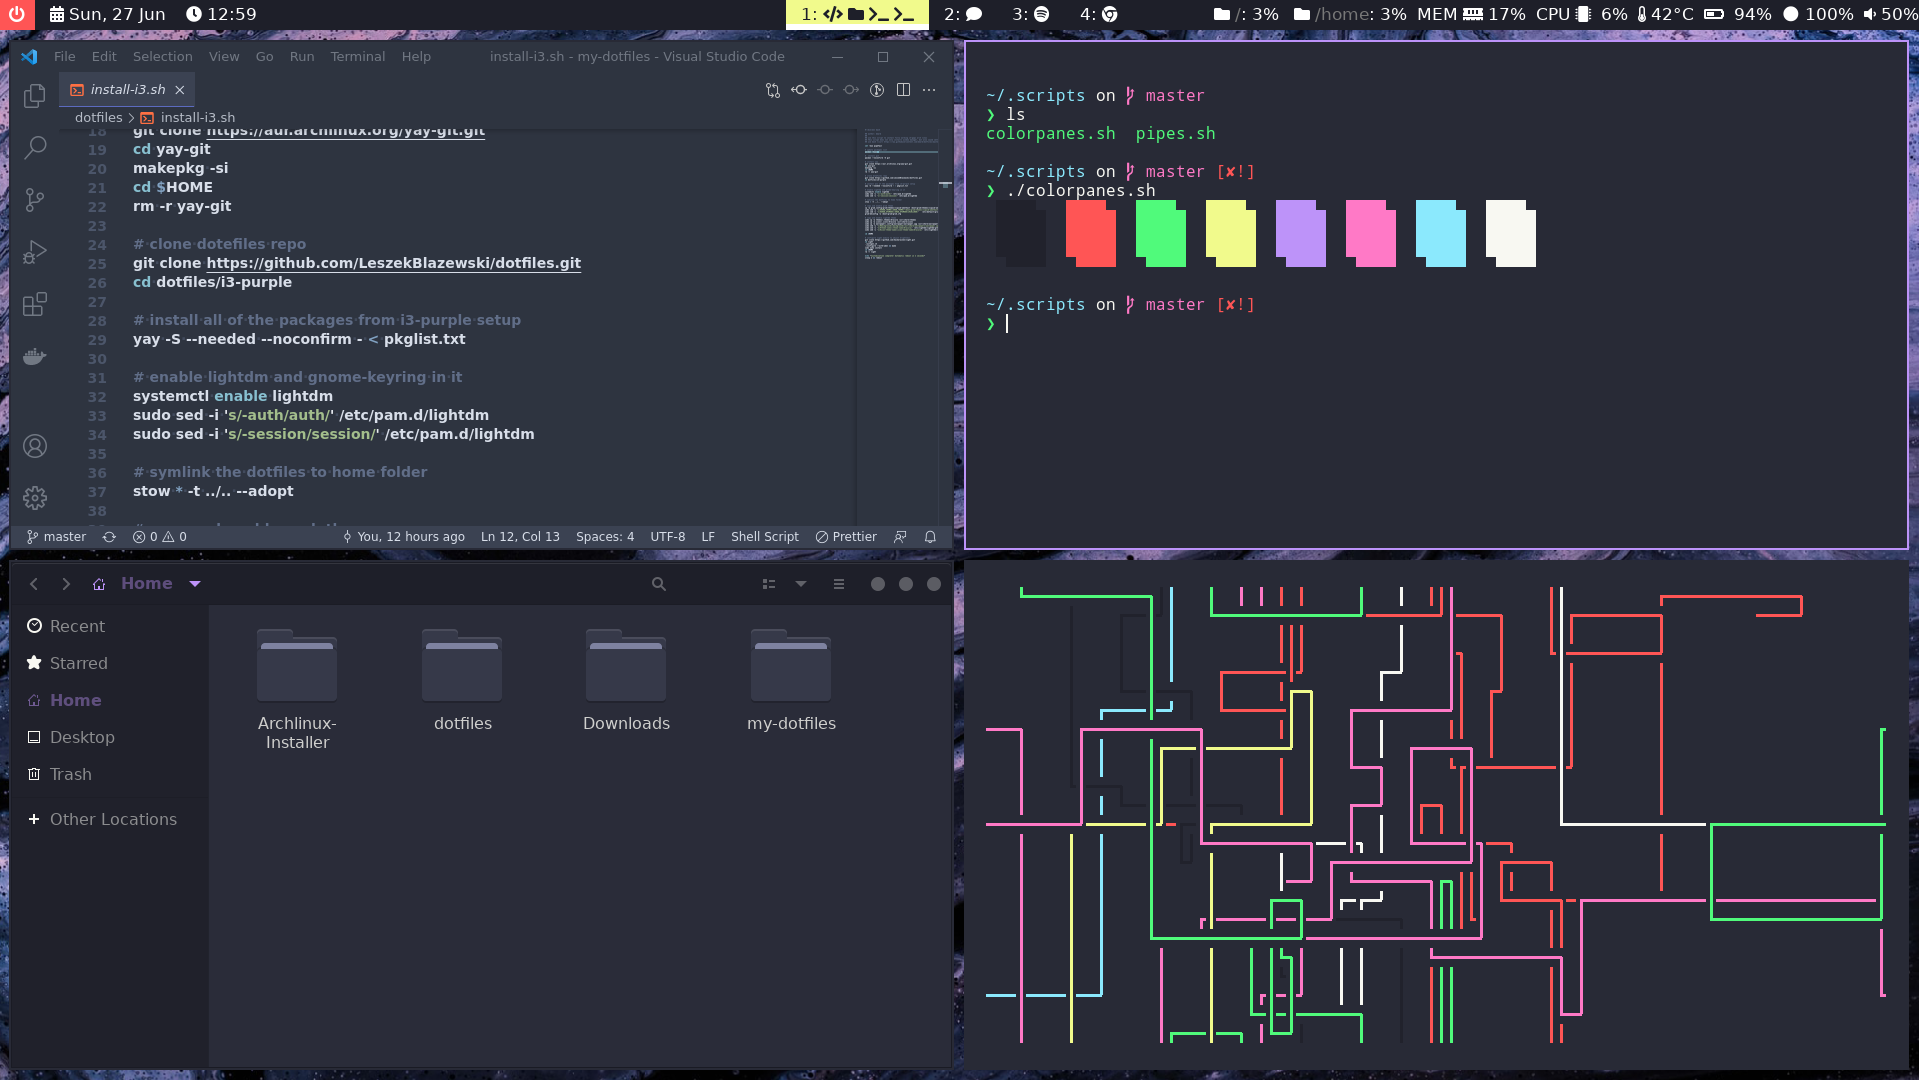 Sun, 27 Jun 12:59 1: 2: 3: 4: /: 3% /home: 3% MEM 17% CPU 6% 42°C 94% 100% 50%
File Edit Selection View Go Run Terminal Help install-i3.sh - my-dotfiles - Visual Studio Code
install-i3.sh
dotfiles > install-i3.sh
18 git clone https://aur.archlinux.org/yay-git.git
19 cd yay-git
20 makepkg -si
21 cd $HOME
22 rm -r yay-git
23
24 # clone dotefiles repo
25 git clone https://github.com/LeszekBlazewski/dotfiles.git
26 cd dotfiles/i3-purple
27
28 # install all of the packages from i3-purple setup
29 yay -S --needed --noconfirm - < pkglist.txt
30
31 # enable lightdm and gnome-keyring in it
32 systemctl enable lightdm
33 sudo sed -i 's/-auth/auth/' /etc/pam.d/lightdm
34 sudo sed -i 's/-session/session/' /etc/pam.d/lightdm
35
36 # symlink the dotfiles to home folder
37 stow * -t ../.. --adopt
38
master 0 0 You, 12 hours ago Ln 12, Col 13 Spaces: 4 UTF-8 LF Shell Script Prettier
~/.scripts on master
❯ ls
colorpanes.sh pipes.sh
~/.scripts on master [✘!]
❯ ./colorpanes.sh
~/.scripts on master [✘!]
❯
Home
Recent
Starred
Home
Desktop
Trash
Other Locations
Archlinux-
Installer
dotfiles
Downloads
my-dotfiles